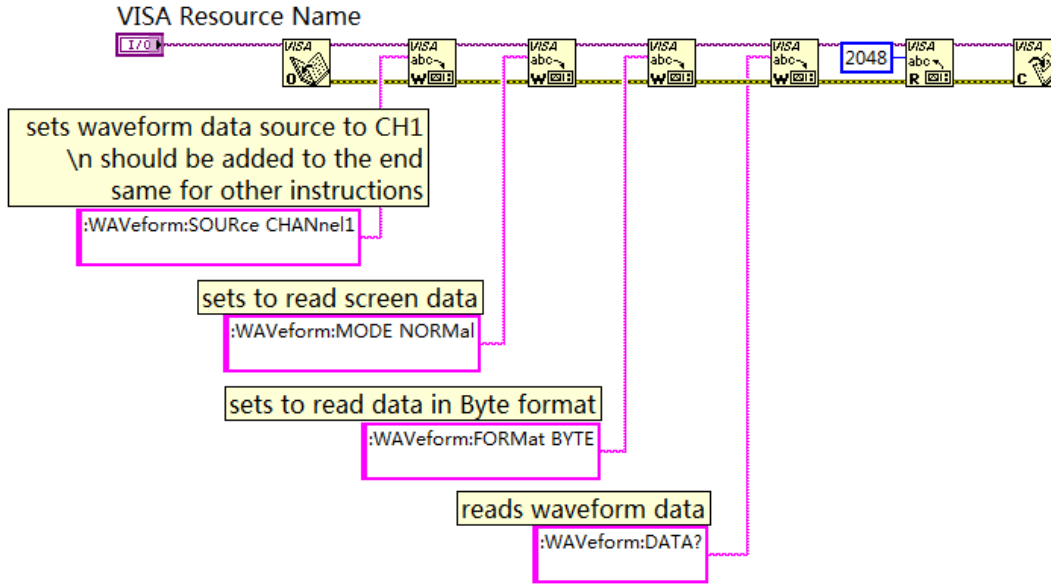 VISA Resource Name
I/O
VISA
O
VISA
abc
W
VISA
abc
W
VISA
abc
W
VISA
abc
W
2048
VISA
abc
R
VISA
C
sets waveform data source to CH1
\n should be added to the end
same for other instructions
:WAVeform:SOURce CHANnel1
sets to read screen data
:WAVeform:MODE NORMal
sets to read data in Byte format
:WAVeform:FORMat BYTE
reads waveform data
:WAVeform:DATA?